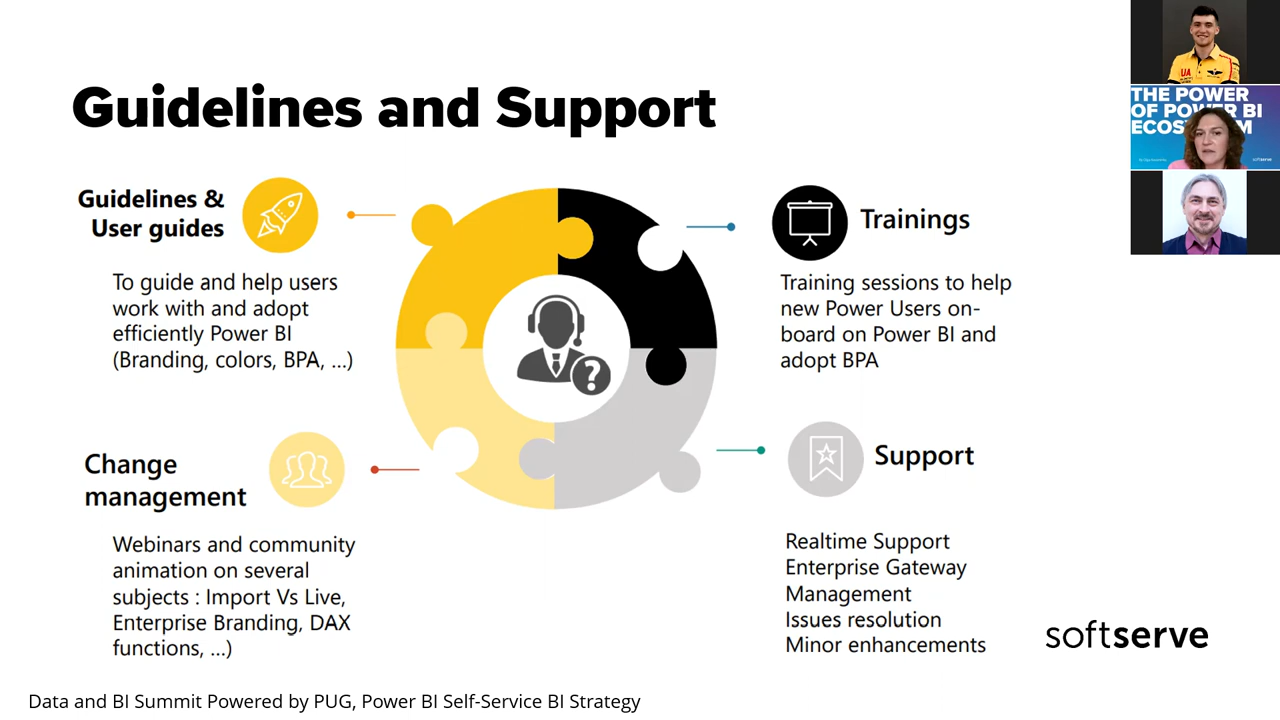 Guidelines and Support
Guidelines &
User guides
To guide and help users
work with and adopt
efficiently Power BI
(Branding, colors, BPA, ...)
Trainings
Training sessions to help
new Power Users on-
board on Power BI and
adopt BPA
?
Change
management
Webinars and community
animation on several
subjects : Import Vs Live,
Enterprise Branding, DAX
functions, ...)
Support
Realtime Support
Enterprise Gateway
Management
Issues resolution
Minor enhancements
softserve
Data and BI Summit Powered by PUG, Power BI Self-Service BI Strategy
UA
THE POWER
OF POWER BI
softserve